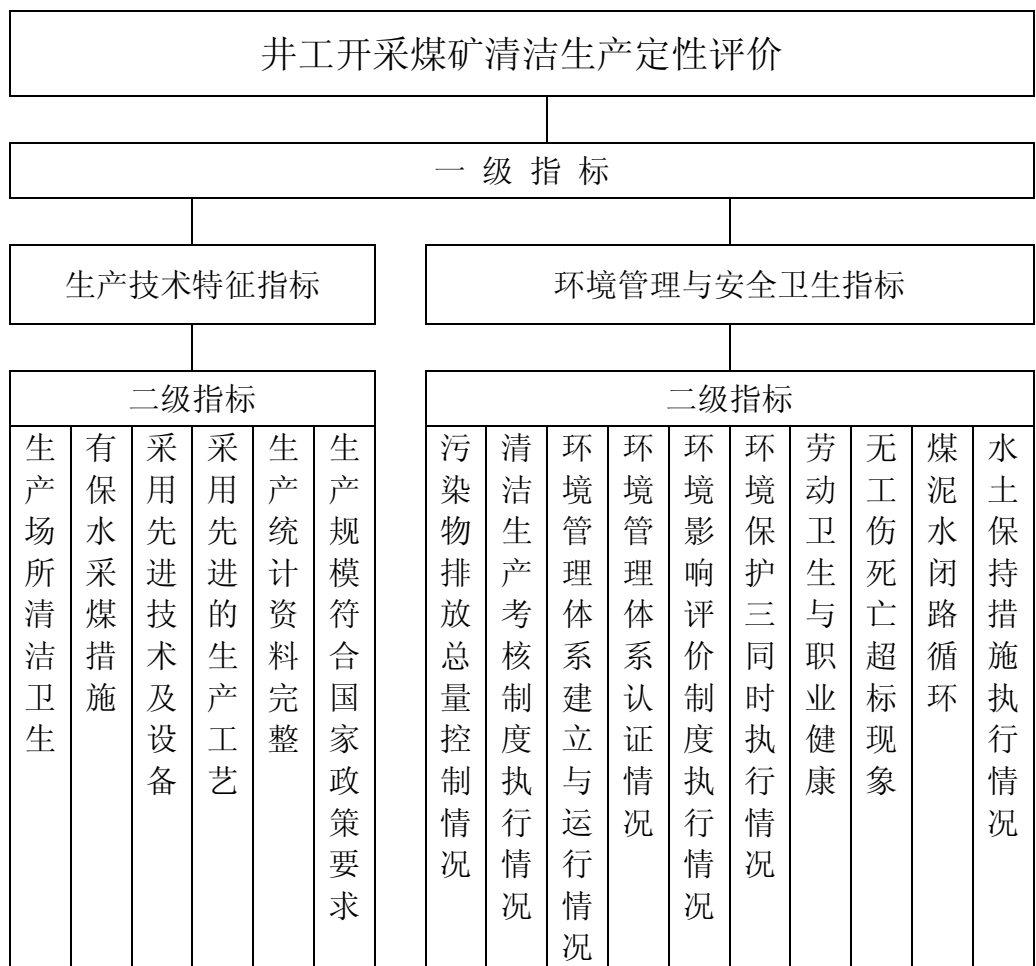 井工开采煤矿清洁生产定性评价
一级指标
生产技术特征指标
环境管理与安全卫生指标
二级指标
生产场所清洁卫生
有保水采煤措施
采用先进技术及设备
采用先进的生产工艺
生产统计资料完整
生产规模符合国家政策要求
二级指标
污染物排放总量控制情况
清洁生产考核制度执行情况
环境管理体系建立与运行情况
环境管理体系认证情况
环境影响评价制度执行情况
环境保护三同时执行情况
劳动卫生与职业健康
无工伤死亡超标现象
煤泥水闭路循环
水土保持措施执行情况